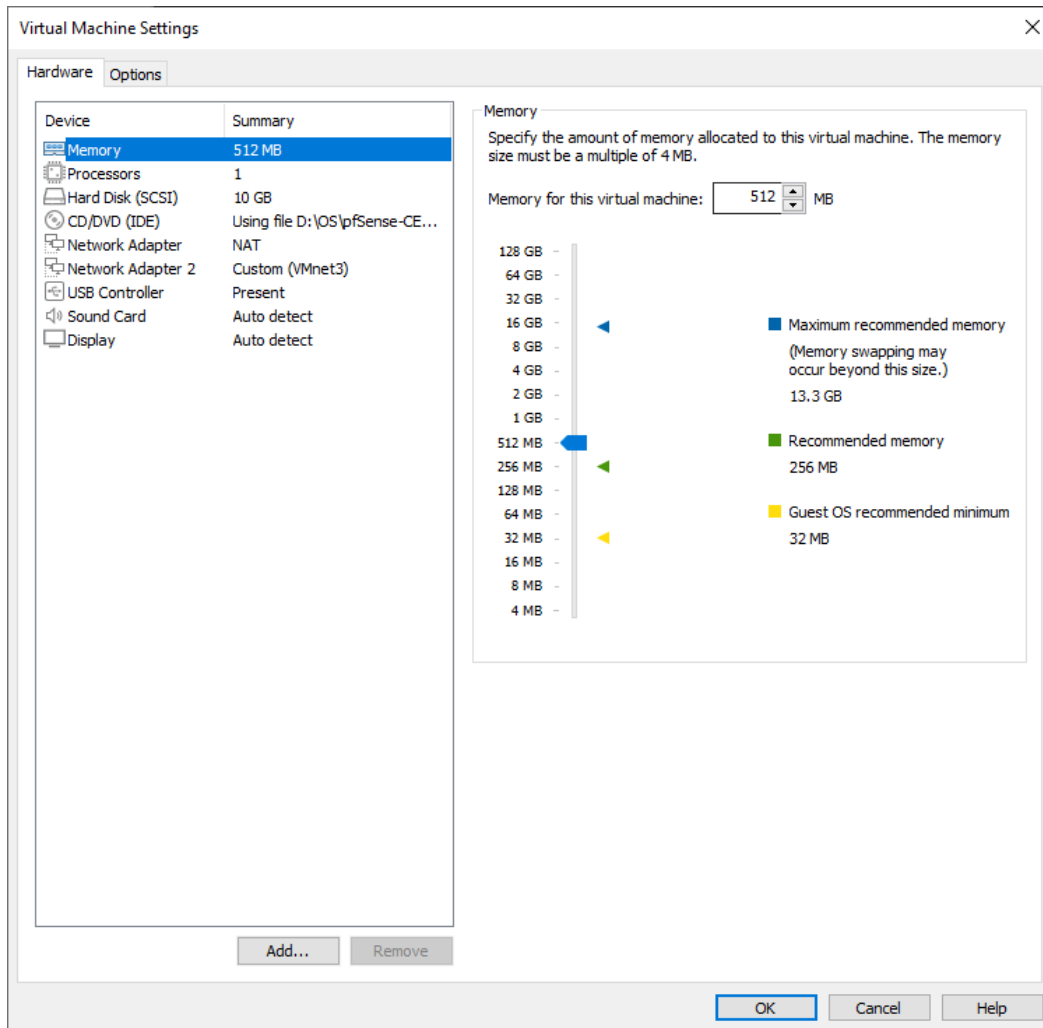 Virtual Machine Settings
Hardware
Options
Device Summary
Memory 512 MB
Processors 1
Hard Disk (SCSI) 10 GB
CD/DVD (IDE) Using file D:\OS\pfSense-CE...
Network Adapter NAT
Network Adapter 2 Custom (VMnet3)
USB Controller Present
Sound Card Auto detect
Display Auto detect
Add...
Remove
Memory
Specify the amount of memory allocated to this virtual machine. The memory
size must be a multiple of 4 MB.
Memory for this virtual machine: 512 MB
128 GB
64 GB
32 GB
16 GB
8 GB
4 GB
2 GB
1 GB
512 MB
256 MB
128 MB
64 MB
32 MB
16 MB
8 MB
4 MB
Maximum recommended memory
(Memory swapping may
occur beyond this size.)
13.3 GB
Recommended memory
256 MB
Guest OS recommended minimum
32 MB
OK
Cancel
Help